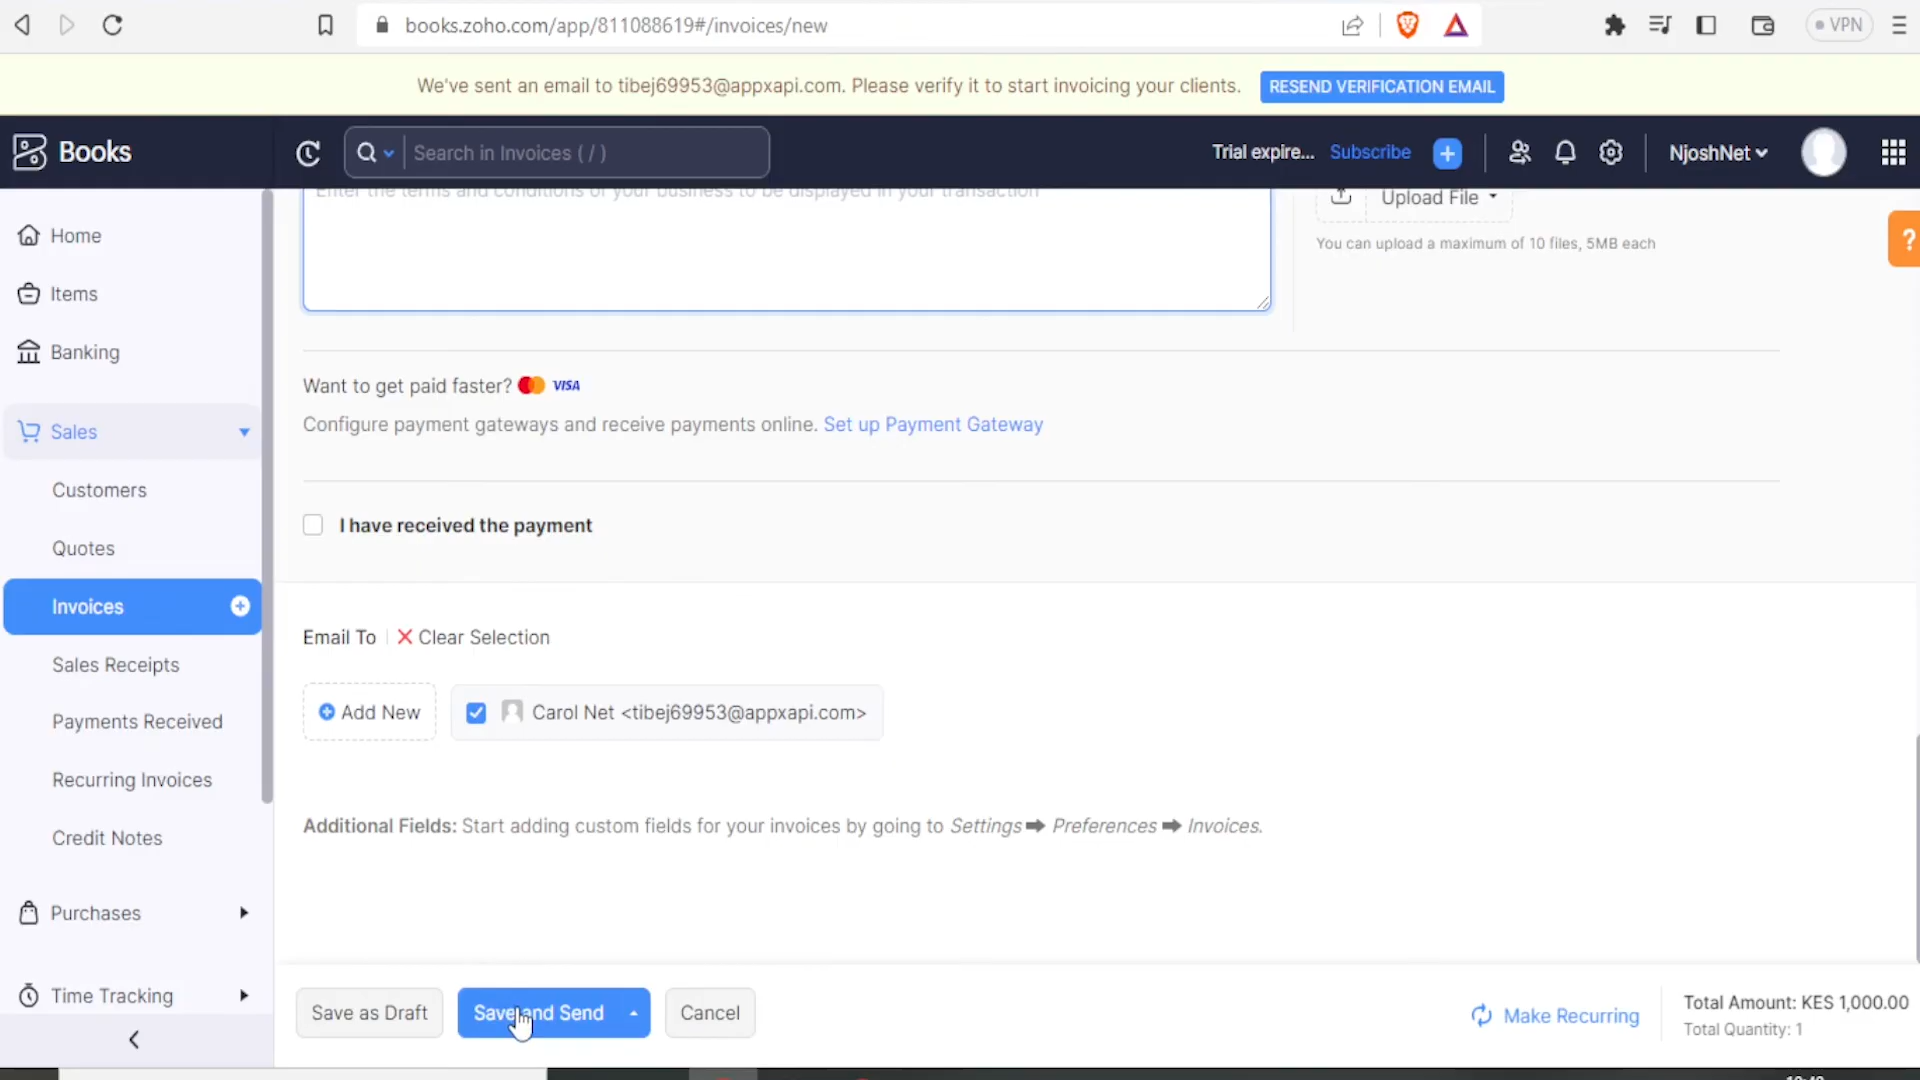 books.zoho.com/app/811088619#/invoices/new
VPN
We've sent an email to tibej69953@appxapi.com. Please verify it to start invoicing your clients. RESEND VERIFICATION EMAIL
Books
Search in Invoices ( / )
Trial expire... Subscribe
NjoshNet
Enter the terms and conditions of your business to be displayed in your transaction
Upload File
You can upload a maximum of 10 files, 5MB each
?
Home
Items
Banking
Sales
Customers
Quotes
Invoices
Sales Receipts
Payments Received
Recurring Invoices
Credit Notes
Purchases
Time Tracking
Want to get paid faster? VISA
Configure payment gateways and receive payments online. Set up Payment Gateway
I have received the payment
Email To Clear Selection
Add New
Carol Net <tibej69953@appxapi.com>
Additional Fields: Start adding custom fields for your invoices by going to Settings ➡ Preferences ➡ Invoices.
Save as Draft
Save and Send
Cancel
Make Recurring
Total Amount: KES 1,000.00
Total Quantity: 1